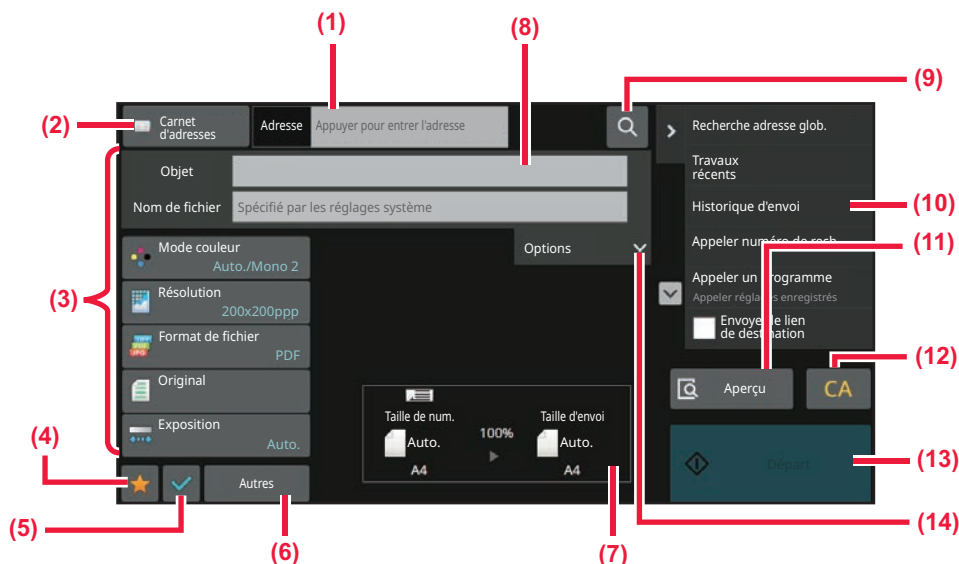 (1)
(8)
(9)
(2)
Carnet
d'adresses
Adresse
Appuyer pour entrer l'adresse
Recherche adresse glob.
Objet
Travaux
récents
Nom de fichier
Spécifié par les réglages système
Historique d'envoi
(10)
(3)
Mode couleur
Auto./Mono 2
Options
Appeler numéro de rech.
(11)
Résolution
200x200ppp
Appeler un programme
Appeler réglages enregistrés
Format de fichier
PDF
Envoyer le lien
de destination
Original
Aperçu
CA
(12)
Exposition
Auto.
Taille de num.
Auto.
A4
100%
Taille d'envoi
Auto.
A4
(4)
Départ
(13)
Autres
(5)
(6)
(7)
(14)